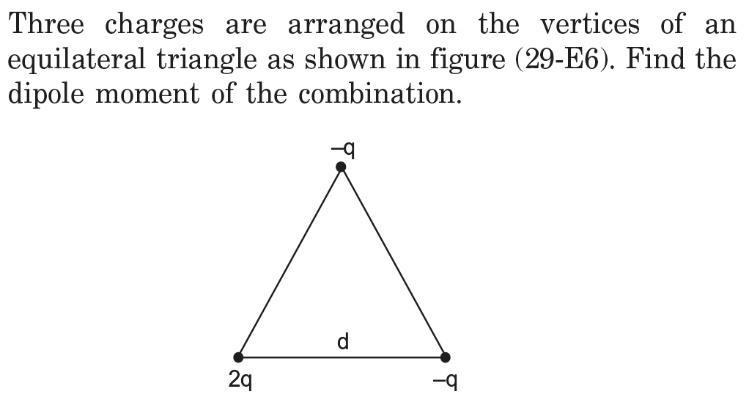 Three charges are arranged on the vertices of an
equilateral triangle as shown in figure (29-E6). Find the
dipole moment of the combination.
–q
d
2q –q